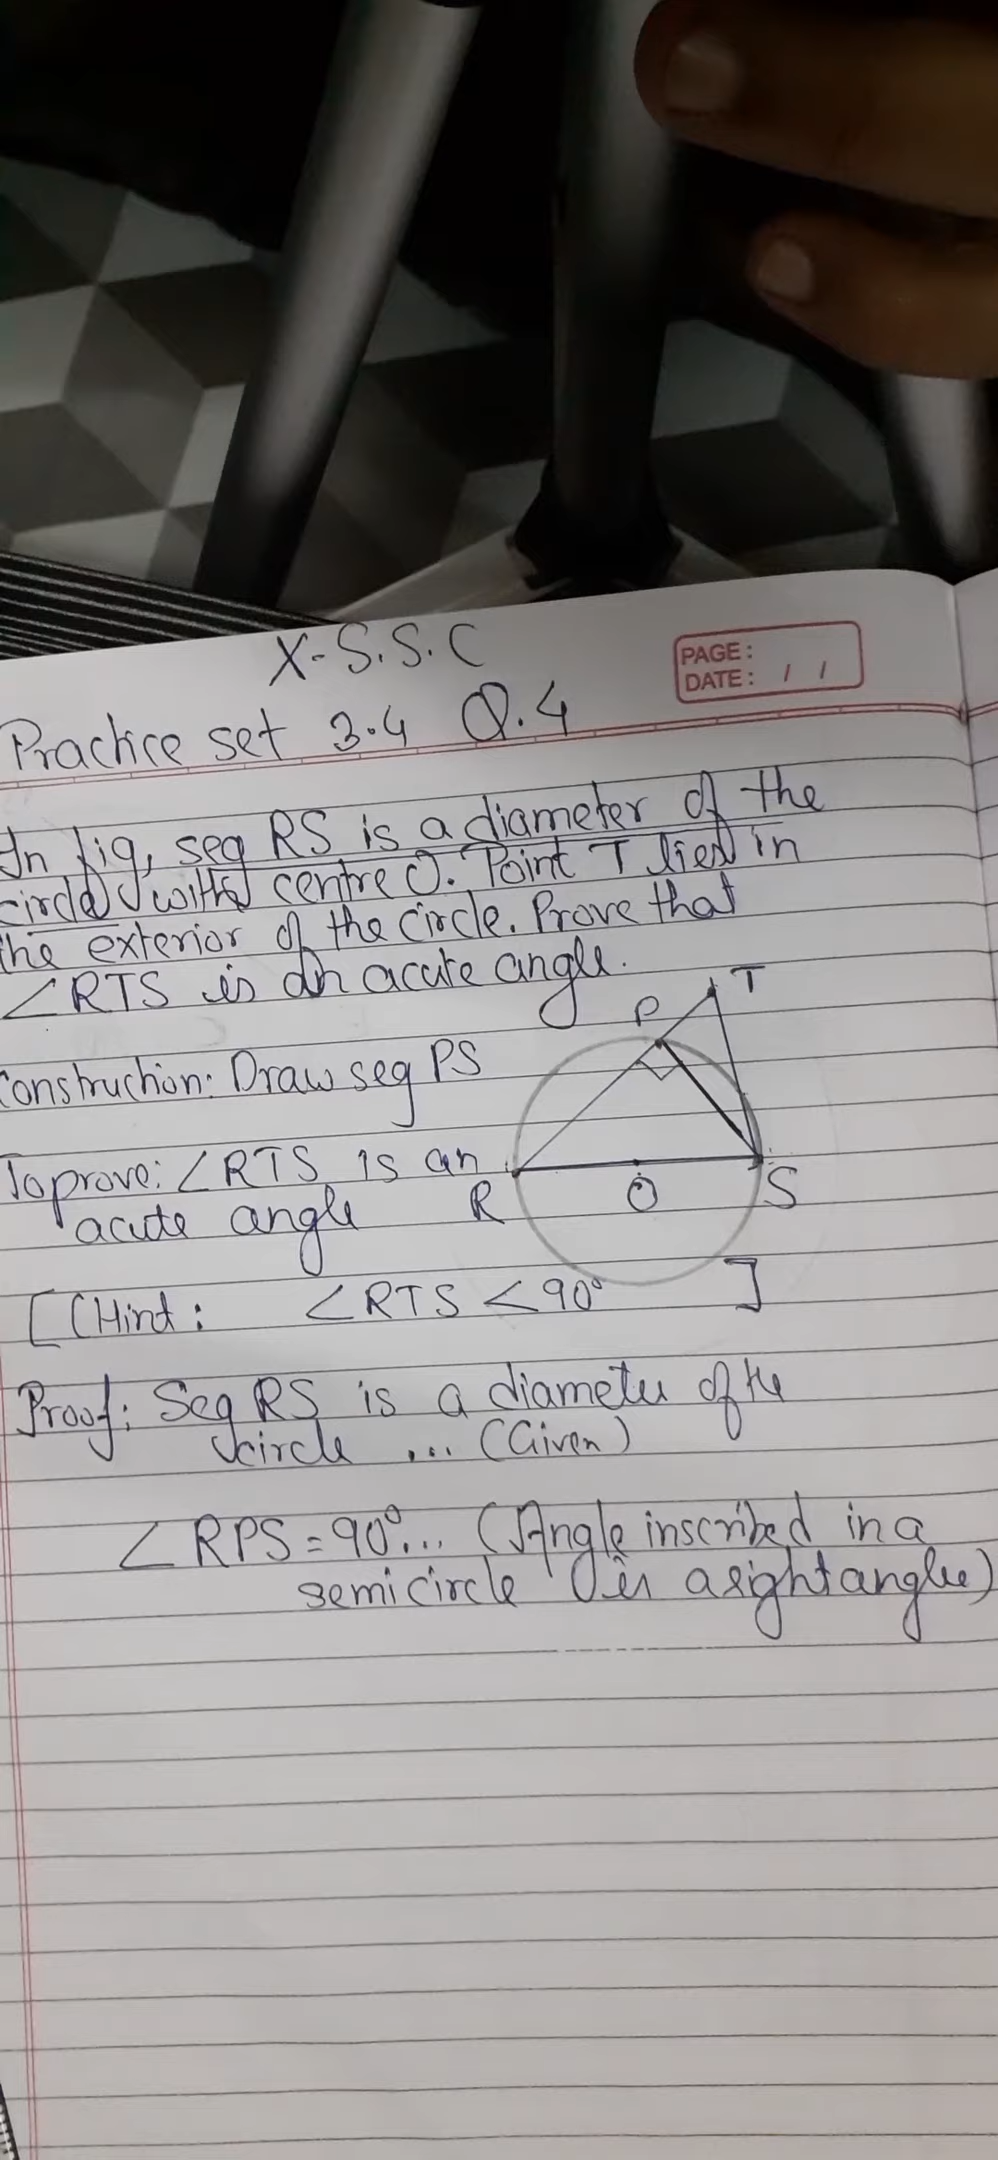 X-S.S.C
PAGE:
DATE: / /
Practice set 3.4 Q.4
In fig, seg RS is a diameter of the
circle with centre O. Point T lies in
the exterior of the circle. Prove that
∠RTS is an acute angle.
T
P
Construction: Draw seg PS
To prove: ∠RTS is an
acute angle
R O S
[(Hint: ∠RTS < 90° ]
Proof: Seg RS is a diameter of the
circle ... (Given)
∠RPS = 90°... (Angle inscribed in a
semicircle is a right angle)